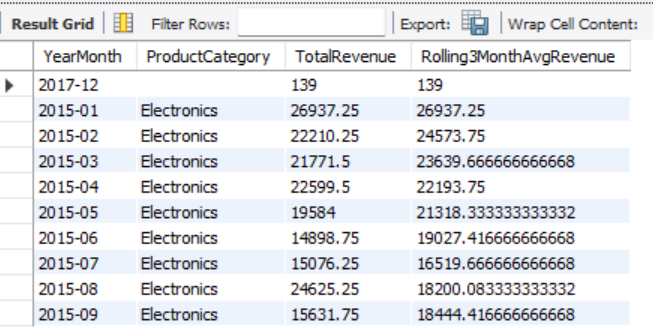 Result Grid Filter Rows: Export: Wrap Cell Content:
YearMonth ProductCategory TotalRevenue Rolling3MonthAvgRevenue
2017-12 139 139
2015-01 Electronics 26937.25 26937.25
2015-02 Electronics 22210.25 24573.75
2015-03 Electronics 21771.5 23639.666666666668
2015-04 Electronics 22599.5 22193.75
2015-05 Electronics 19584 21318.333333333332
2015-06 Electronics 14898.75 19027.416666666668
2015-07 Electronics 15076.25 16519.666666666668
2015-08 Electronics 24625.25 18200.083333333332
2015-09 Electronics 15631.75 18444.416666666668